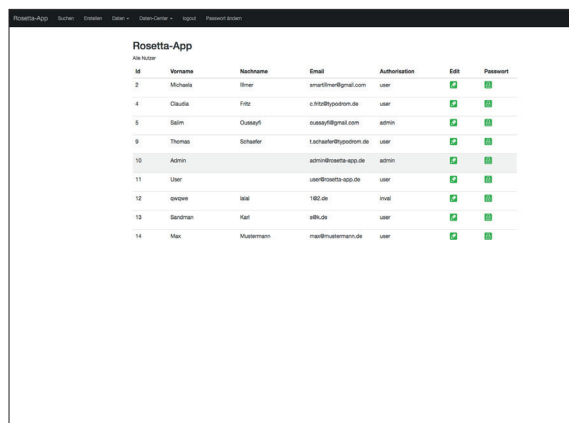 Rosetta-App Suchen Erstellen Daten Daten-Center logout Passwort ändern
Rosetta-App
Alle Nutzer
Id Vorname Nachname Email Authorisation Edit Passwort
2 Michaela Illmer smartillmer@gmail.com user
4 Claudia Fritz c.fritz@typodrom.de user
5 Salim Oussayfi oussayfi@gmail.com admin
9 Thomas Schaefer t.schaefer@typodrom.de user
10 Admin admin@rosetta-app.de admin
11 User user@rosetta-app.de user
12 qwqwe lalal 1@2.de inval
13 Sandman Karl s@k.de user
14 Max Mustermann max@mustermann.de user